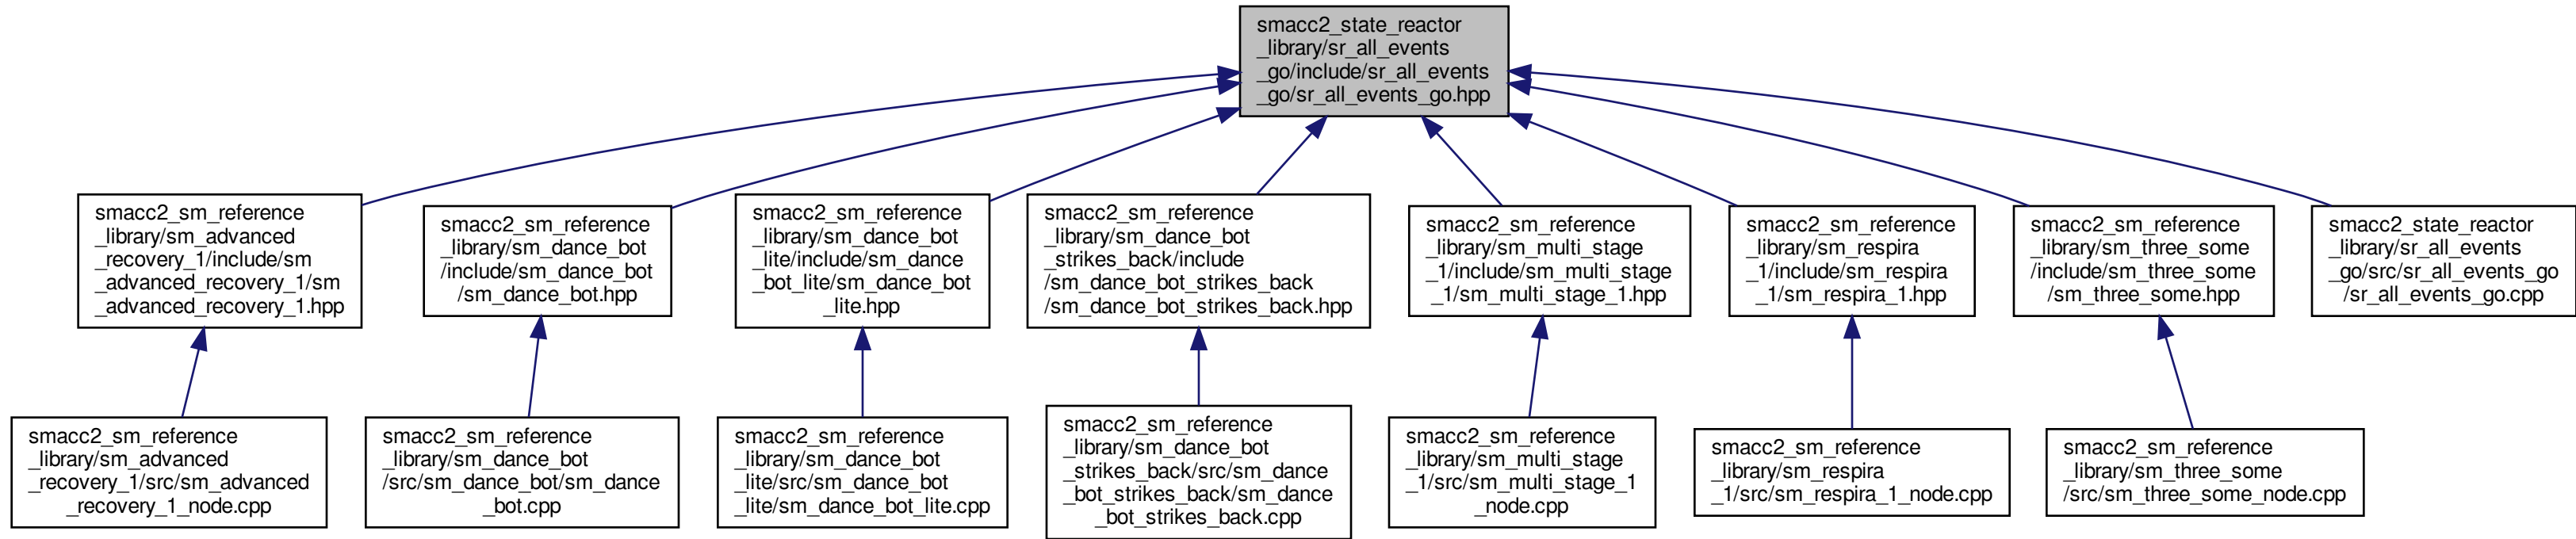 smacc2_state_reactor
_library/sr_all_events
_go/include/sr_all_events
_go/sr_all_events_go.hpp
smacc2_sm_reference
_library/sm_advanced
_recovery_1/include/sm
_advanced_recovery_1/sm
_advanced_recovery_1.hpp
smacc2_sm_reference
_library/sm_dance_bot
/include/sm_dance_bot
/sm_dance_bot.hpp
smacc2_sm_reference
_library/sm_dance_bot
_lite/include/sm_dance
_bot_lite/sm_dance_bot
_lite.hpp
smacc2_sm_reference
_library/sm_dance_bot
_strikes_back/include
/sm_dance_bot_strikes_back
/sm_dance_bot_strikes_back.hpp
smacc2_sm_reference
_library/sm_multi_stage
_1/include/sm_multi_stage
_1/sm_multi_stage_1.hpp
smacc2_sm_reference
_library/sm_respira
_1/include/sm_respira
_1/sm_respira_1.hpp
smacc2_sm_reference
_library/sm_three_some
/include/sm_three_some
/sm_three_some.hpp
smacc2_state_reactor
_library/sr_all_events
_go/src/sr_all_events_go
/sr_all_events_go.cpp
smacc2_sm_reference
_library/sm_advanced
_recovery_1/src/sm_advanced
_recovery_1_node.cpp
smacc2_sm_reference
_library/sm_dance_bot
/src/sm_dance_bot/sm_dance
_bot.cpp
smacc2_sm_reference
_library/sm_dance_bot
_lite/src/sm_dance_bot
_lite/sm_dance_bot_lite.cpp
smacc2_sm_reference
_library/sm_dance_bot
_strikes_back/src/sm_dance
_bot_strikes_back/sm_dance
_bot_strikes_back.cpp
smacc2_sm_reference
_library/sm_multi_stage
_1/src/sm_multi_stage_1
_node.cpp
smacc2_sm_reference
_library/sm_respira
_1/src/sm_respira_1_node.cpp
smacc2_sm_reference
_library/sm_three_some
/src/sm_three_some_node.cpp